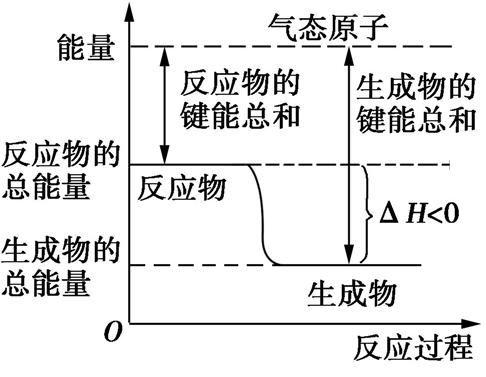 气态原子
能量
反应物的
键能总和
生成物的
键能总和
反应物的
总能量
反应物
ΔH<0
生成物的
总能量
生成物
O
反应过程